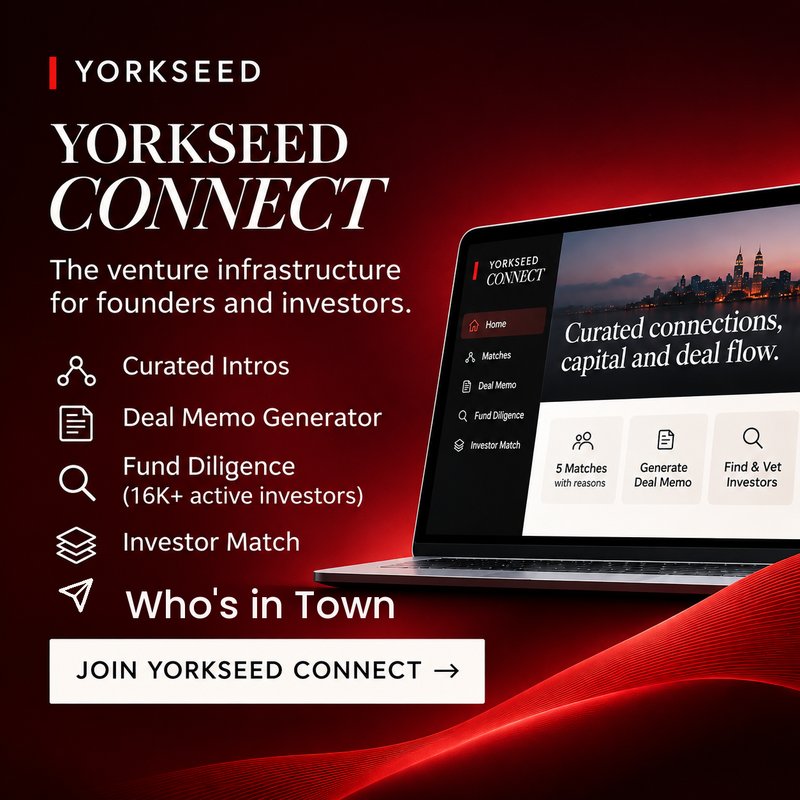 YORKSEED
YORKSEED
CONNECT
The venture infrastructure
for founders and investors.
Curated Intros
Deal Memo Generator
Fund Diligence
(16K+ active investors)
Investor Match
Who's in Town
JOIN YORKSEED CONNECT →
YORKSEED
CONNECT
Home
Matches
Deal Memo
Fund Diligence
Investor Match
Curated connections,
capital and deal flow.
5 Matches
with reasons
Generate
Deal Memo
Find & Vet
Investors